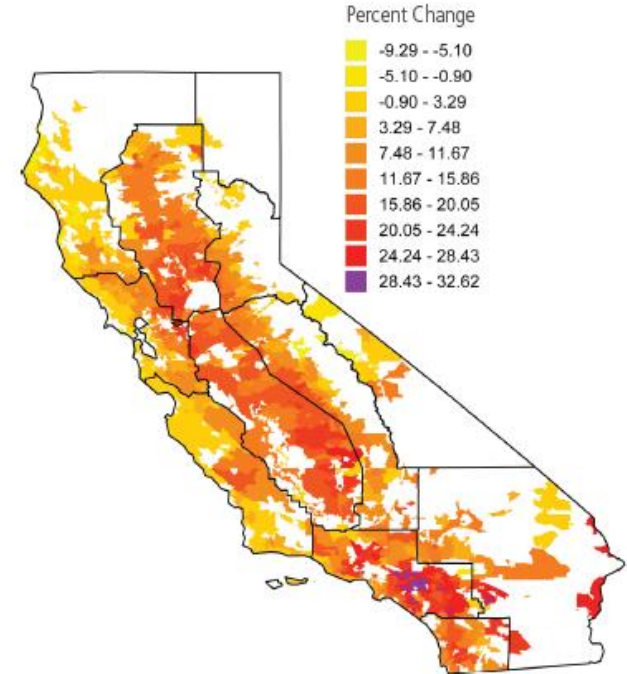 Percent Change
-9.29 - -5.10
-5.10 - -0.90
-0.90 - 3.29
3.29 - 7.48
7.48 - 11.67
11.67 - 15.86
15.86 - 20.05
20.05 - 24.24
24.24 - 28.43
28.43 - 32.62